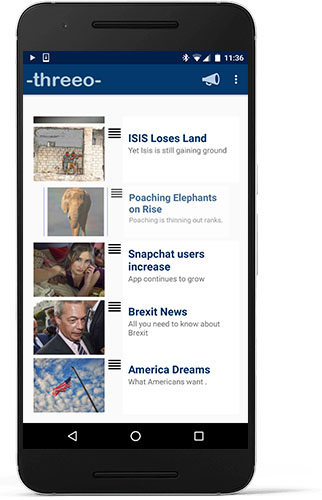 11:36
-threeo-
ISIS Loses Land
Yet Isis is still gaining ground
Poaching Elephants
on Rise
Poaching is thinning out ranks.
Snapchat users
increase
App continues to grow
Brexit News
All you need to know about
Brexit
America Dreams
What Americans want .